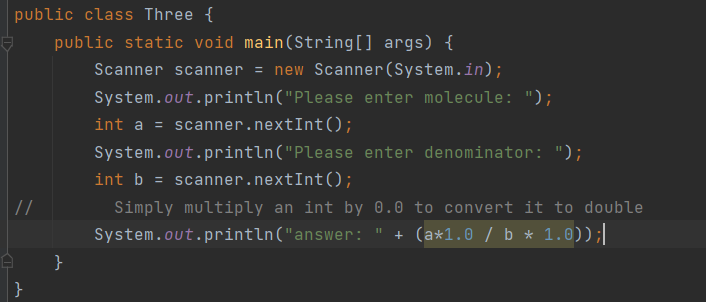 public class Three {
public static void main(String[] args) {
Scanner scanner = new Scanner(System.in);
System.out.println("Please enter molecule: ");
int a = scanner.nextInt();
System.out.println("Please enter denominator: ");
int b = scanner.nextInt();
// Simply multiply an int by 0.0 to convert it to double
System.out.println("answer: " + (a*1.0 / b * 1.0));
}
}